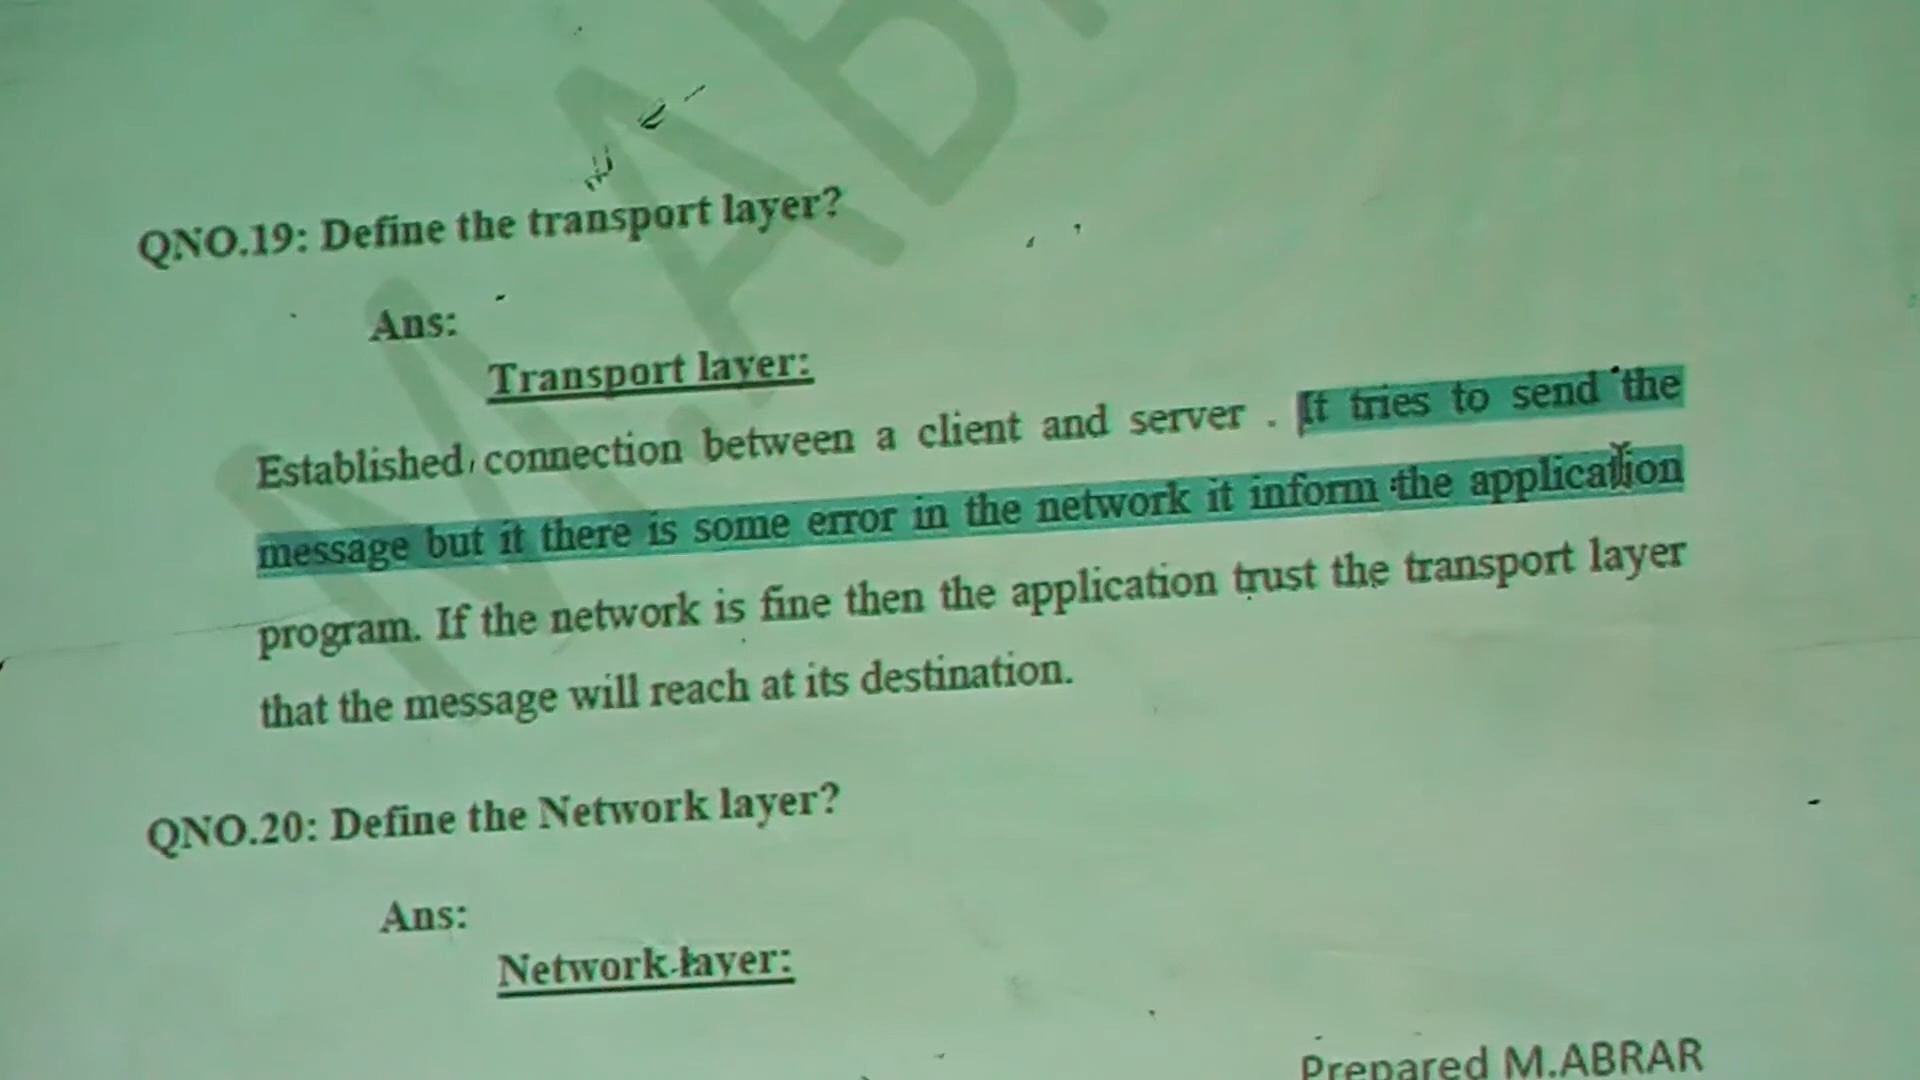 QNO.19: Define the transport layer?
Ans:
Transport layer:
Established connection between a client and server . It tries to send the
message but it there is some error in the network it inform the application
program. If the network is fine then the application trust the transport layer
that the message will reach at its destination.
QNO.20: Define the Network layer?
Ans:
Network layer:
Prepared M.ABRAR